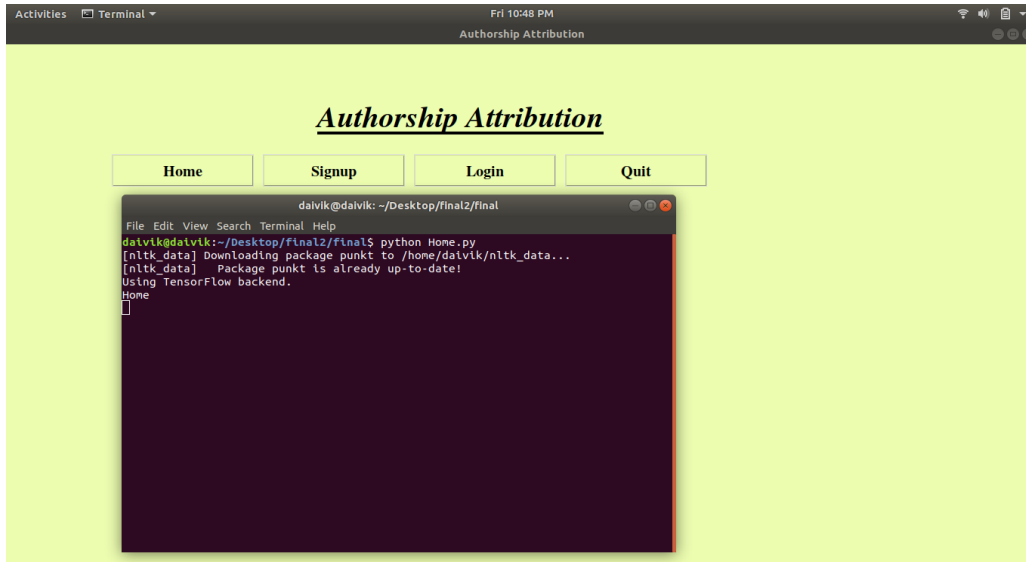 Activities Terminal Fri 10:48 PM
Authorship Attribution
Authorship Attribution
Home Signup Login Quit
daivik@daivik: ~/Desktop/final2/final
File Edit View Search Terminal Help
daivik@daivik:~/Desktop/final2/final$ python Home.py
[nltk_data] Downloading package punkt to /home/daivik/nltk_data...
[nltk_data]   Package punkt is already up-to-date!
Using TensorFlow backend.
Home